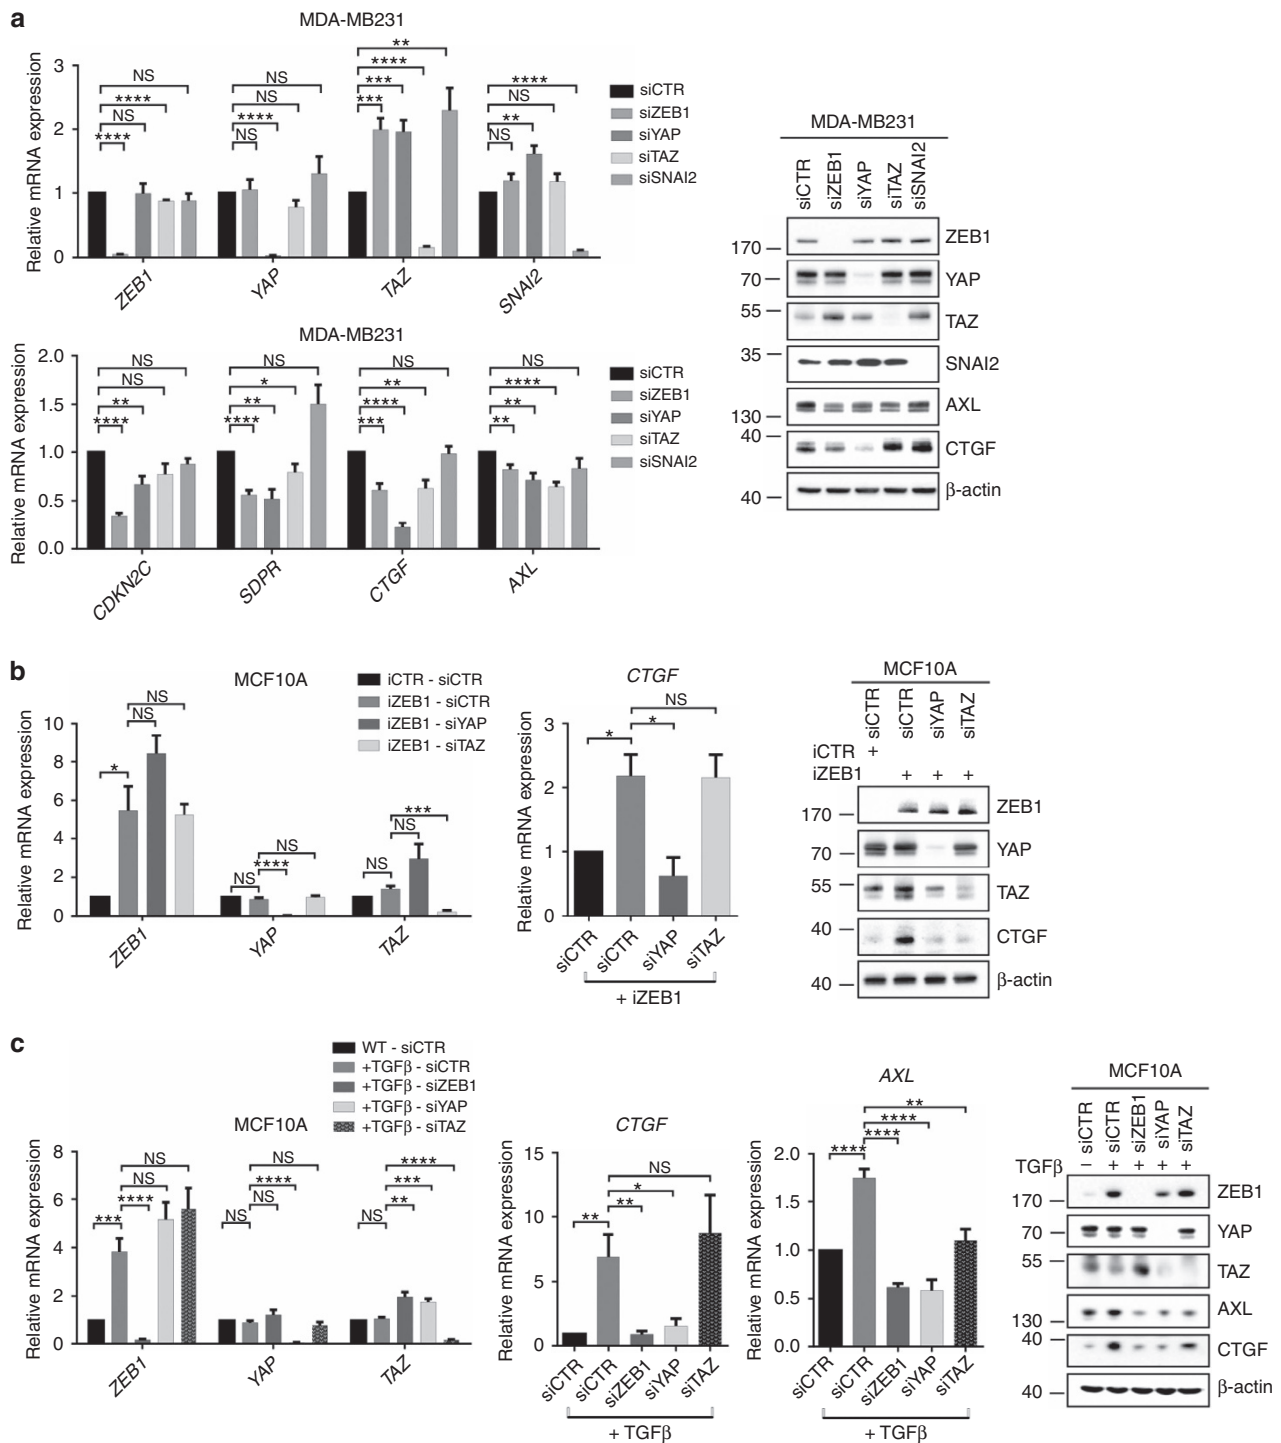 a
MDA-MB231
Relative mRNA expression
3
2
1
0
NS
****
NS
****
NS
NS
****
NS
**
****
***
***
****
NS
**
NS
ZEB1
YAP
TAZ
SNAI2
siCTR
siZEB1
siYAP
siTAZ
siSNAI2
MDA-MB231
Relative mRNA expression
2.0
1.5
1.0
0.5
0.0
NS
NS
**
****
NS
*
**
****
NS
**
****
***
NS
****
**
**
CDKN2C
SDPR
CTGF
AXL
siCTR
siZEB1
siYAP
siTAZ
siSNAI2
MDA-MB231
siCTR
siZEB1
siYAP
siTAZ
siSNAI2
170
ZEB1
70
YAP
55
TAZ
35
SNAI2
130
AXL
40
CTGF
40
β-actin
b
MCF10A
iCTR - siCTR
iZEB1 - siCTR
iZEB1 - siYAP
iZEB1 - siTAZ
Relative mRNA expression
10
8
6
4
2
0
NS
NS
*
NS
****
NS
***
NS
NS
ZEB1
YAP
TAZ
CTGF
Relative mRNA expression
3
2
1
0
NS
*
*
siCTR
siCTR
siYAP
siTAZ
+ iZEB1
MCF10A
siCTR
siCTR
siYAP
siTAZ
iCTR +
iZEB1 + + +
170
ZEB1
70
YAP
55
TAZ
40
CTGF
40
β-actin
c
WT - siCTR
+TGFβ - siCTR
+TGFβ - siZEB1
+TGFβ - siYAP
+TGFβ - siTAZ
MCF10A
Relative mRNA expression
8
6
4
2
0
NS
NS
****
***
NS
****
NS
NS
****
***
**
NS
ZEB1
YAP
TAZ
CTGF
Relative mRNA expression
15
10
5
0
NS
*
**
**
siCTR
siCTR
siZEB1
siYAP
siTAZ
+ TGFβ
AXL
Relative mRNA expression
2.0
1.5
1.0
0.5
0.0
**
****
****
****
siCTR
siCTR
siZEB1
siYAP
siTAZ
+ TGFβ
MCF10A
siCTR
siCTR
siZEB1
siYAP
siTAZ
TGFβ – + + + +
170
ZEB1
70
YAP
55
TAZ
130
AXL
40
CTGF
40
β-actin